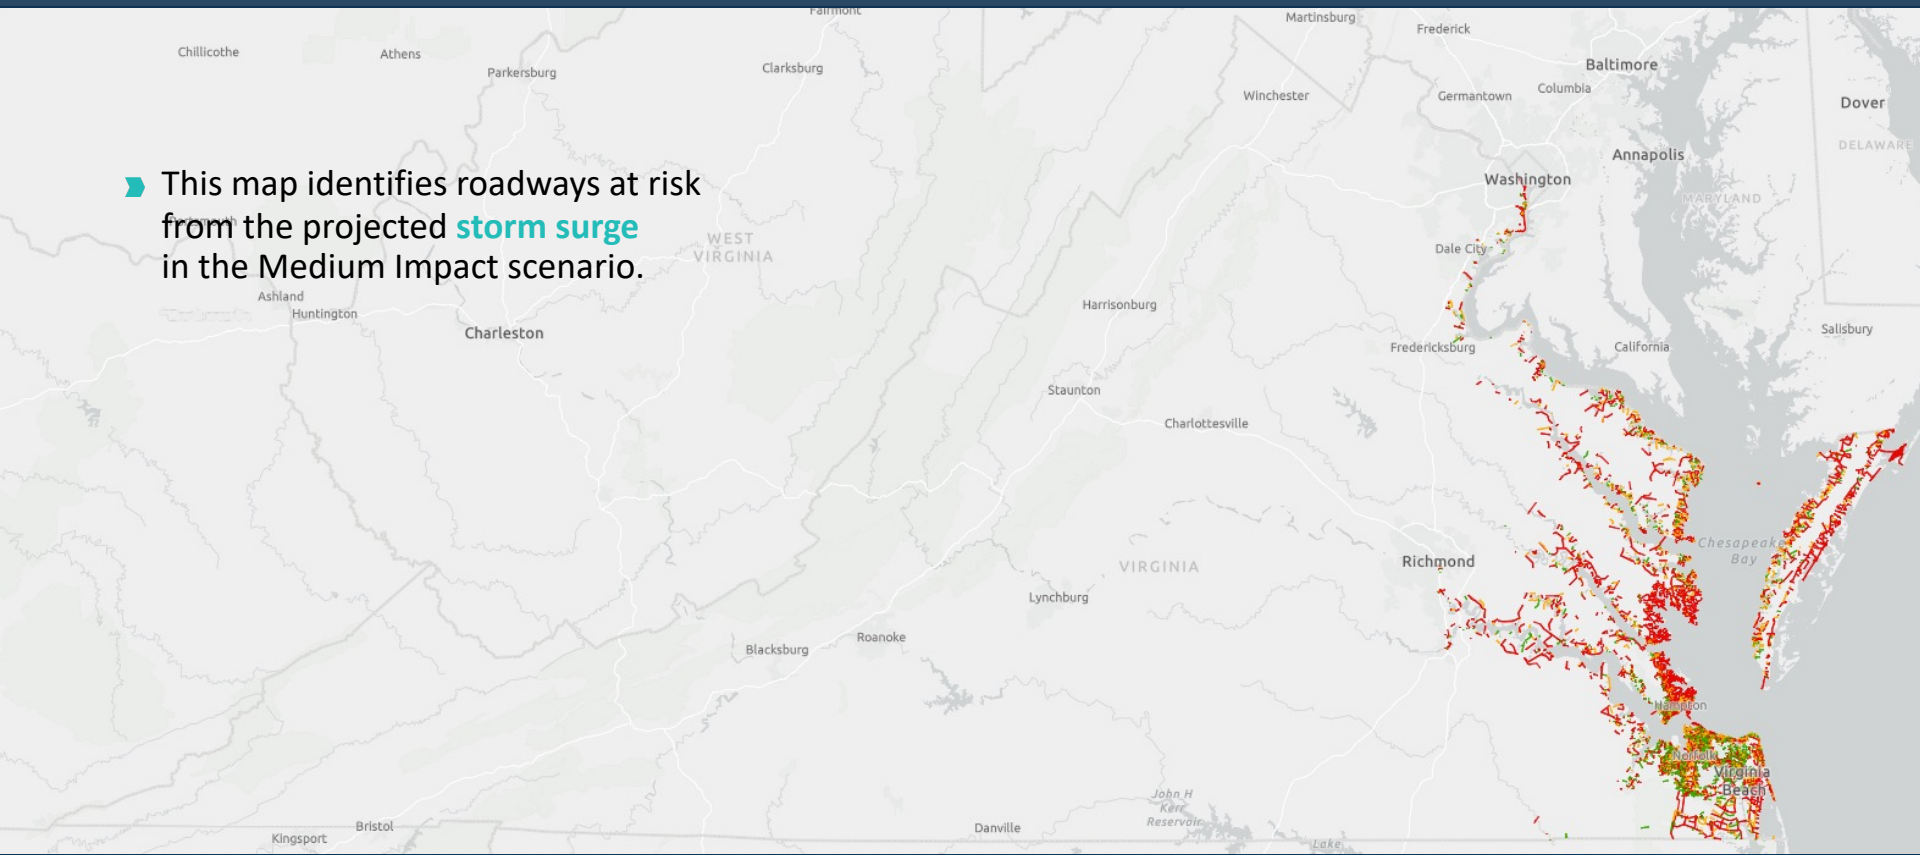 Fairmont
Martinsburg
Frederick
Chillicothe
Athens
Parkersburg
Clarksburg
Baltimore
Winchester
Germantown
Columbia
Dover
DELAWARE
Annapolis
Washington
MARYLAND
This map identifies roadways at risk
from the projected storm surge
in the Medium Impact scenario.
Portsmouth
WEST
VIRGINIA
Dale City
Ashland
Huntington
Charleston
Harrisonburg
Fredericksburg
California
Salisbury
Staunton
Charlottesville
Chesapeake
Bay
Richmond
VIRGINIA
Lynchburg
Roanoke
Blacksburg
Hampton
Norfolk
Virginia
Beach
John H
Kerr
Reservoir
Bristol
Kingsport
Danville
Lake